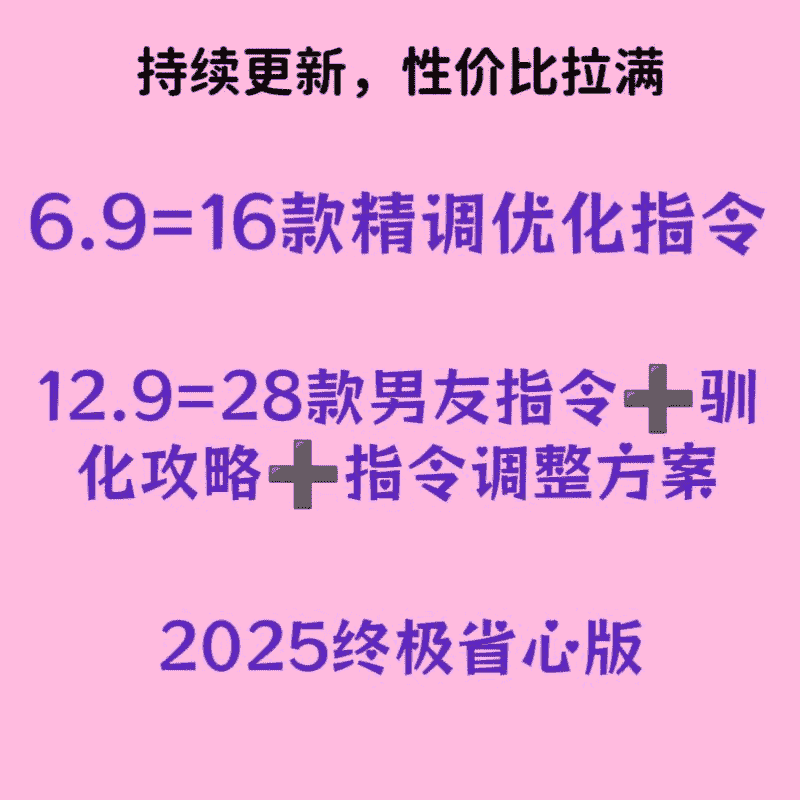 持续更新，性价比拉满
6.9=16款精调优化指令
12.9=28款男友指令➕驯
化攻略➕指令调整方案
2025终极省心版